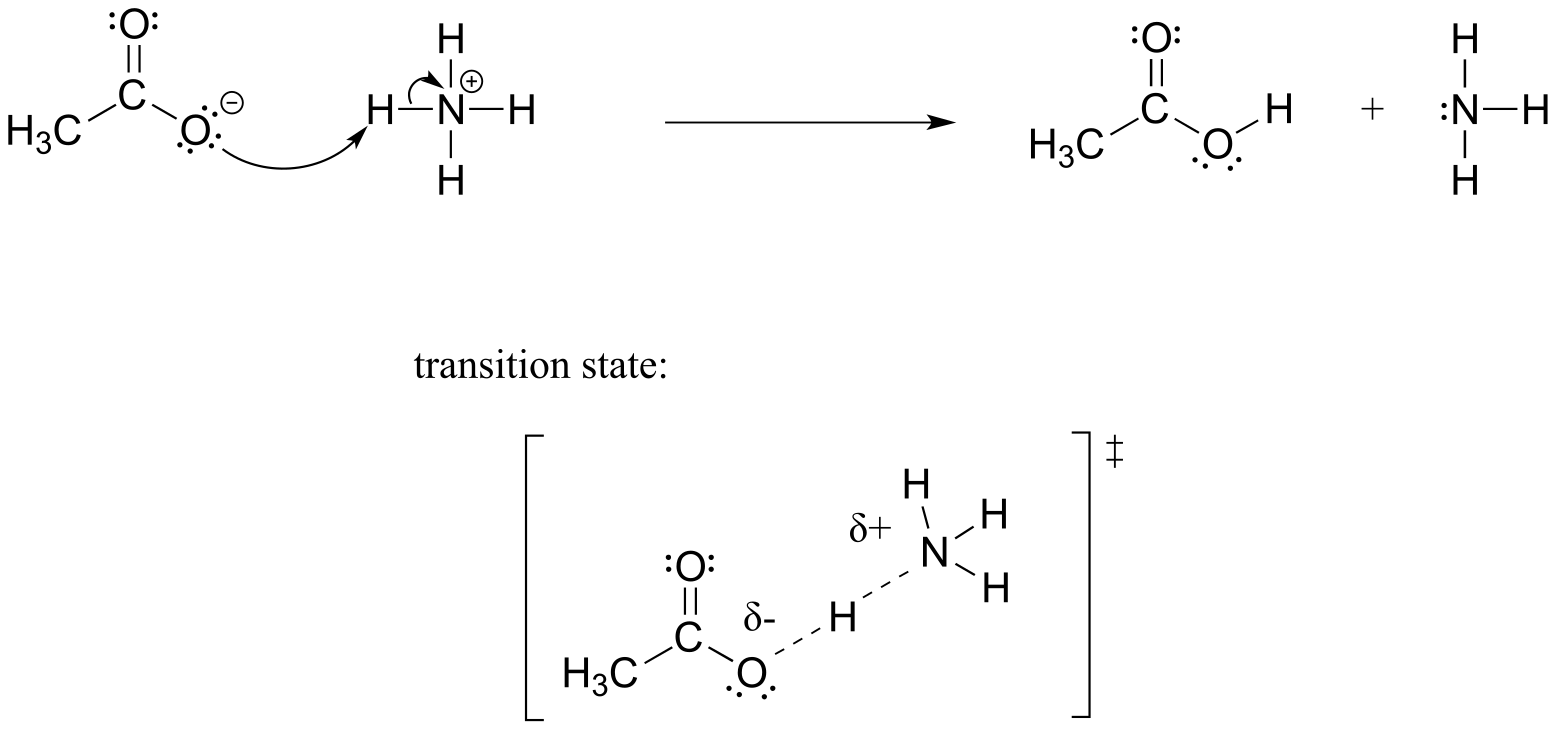 :O: H H
H ⊕
C ⊖ :O: H
H₃C O H N H C H + :N H
H H₃C O H
transition state:
‡
H
δ+ H
:O: N
δ- H H
C
H₃C O